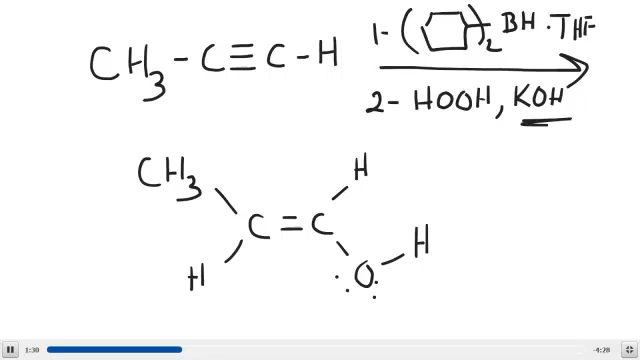 CH3 - C ≡ C - H
1- ( )2 BH · THF
2- HOOH, KOH
CH3 H
C = C
H O H
1:30 -4:28